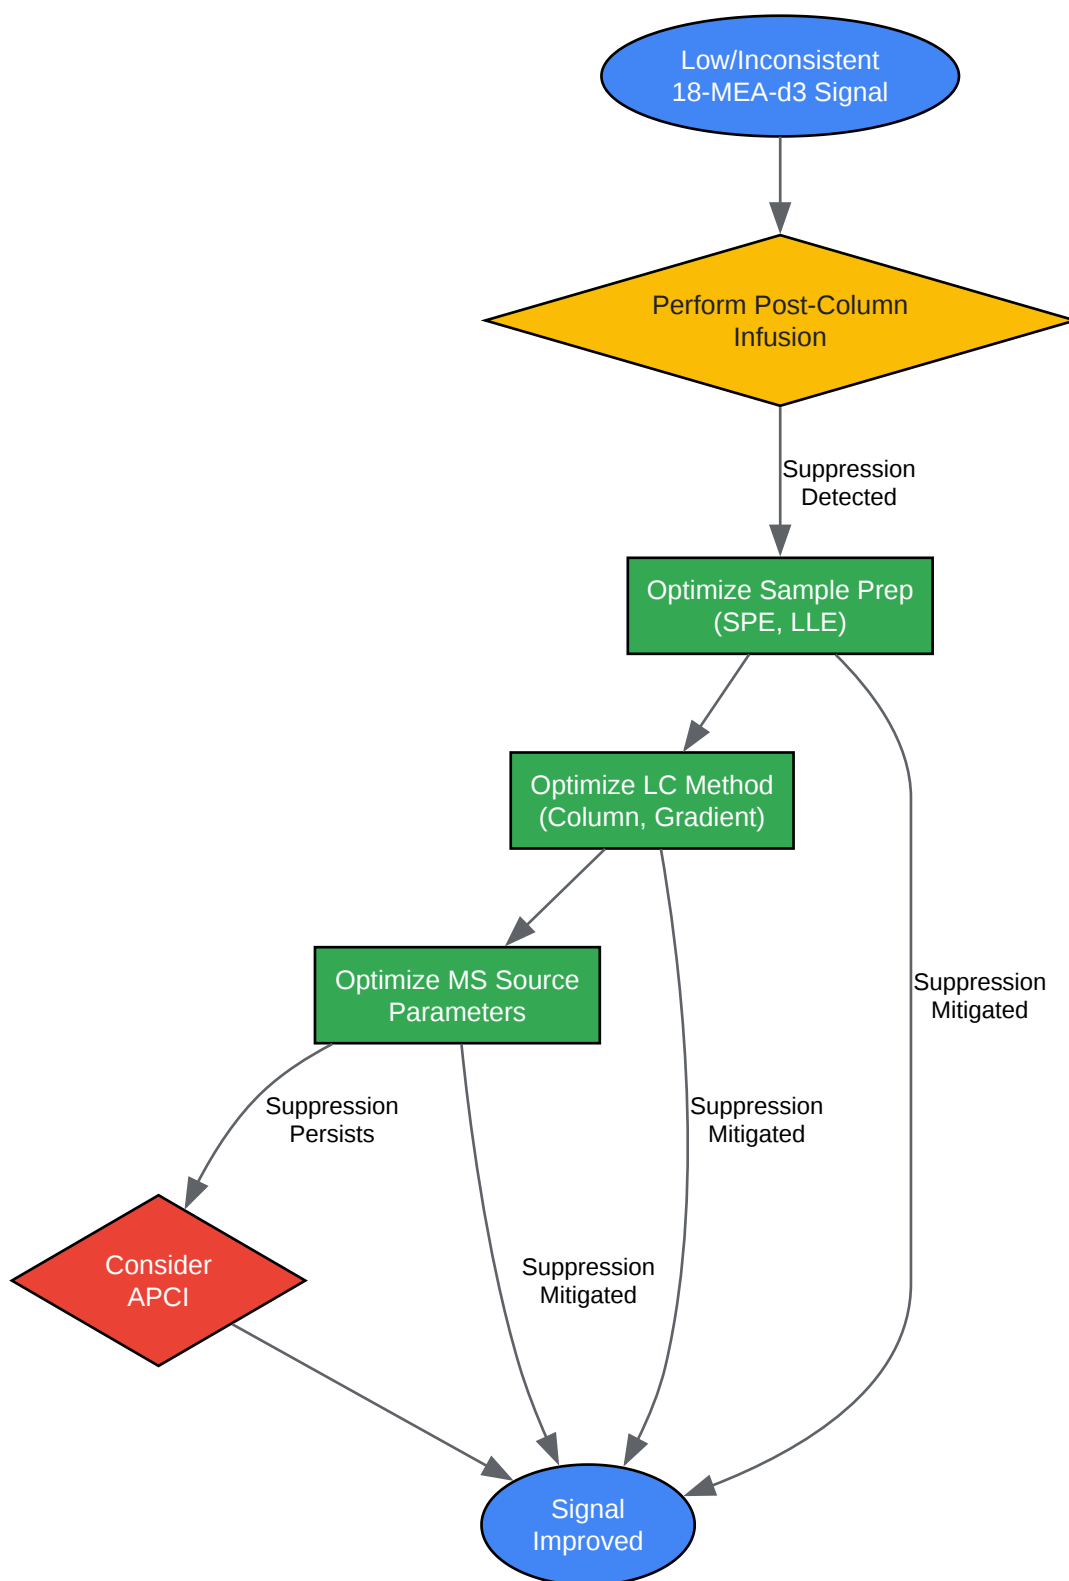 Low/Inconsistent
18-MEA-d3 Signal
Perform Post-Column
Infusion
Suppression
Detected
Optimize Sample Prep
(SPE, LLE)
Optimize LC Method
(Column, Gradient)
Optimize MS Source
Parameters
Suppression
Mitigated
Suppression
Persists
Suppression
Mitigated
Consider
APCI
Suppression
Mitigated
Signal
Improved